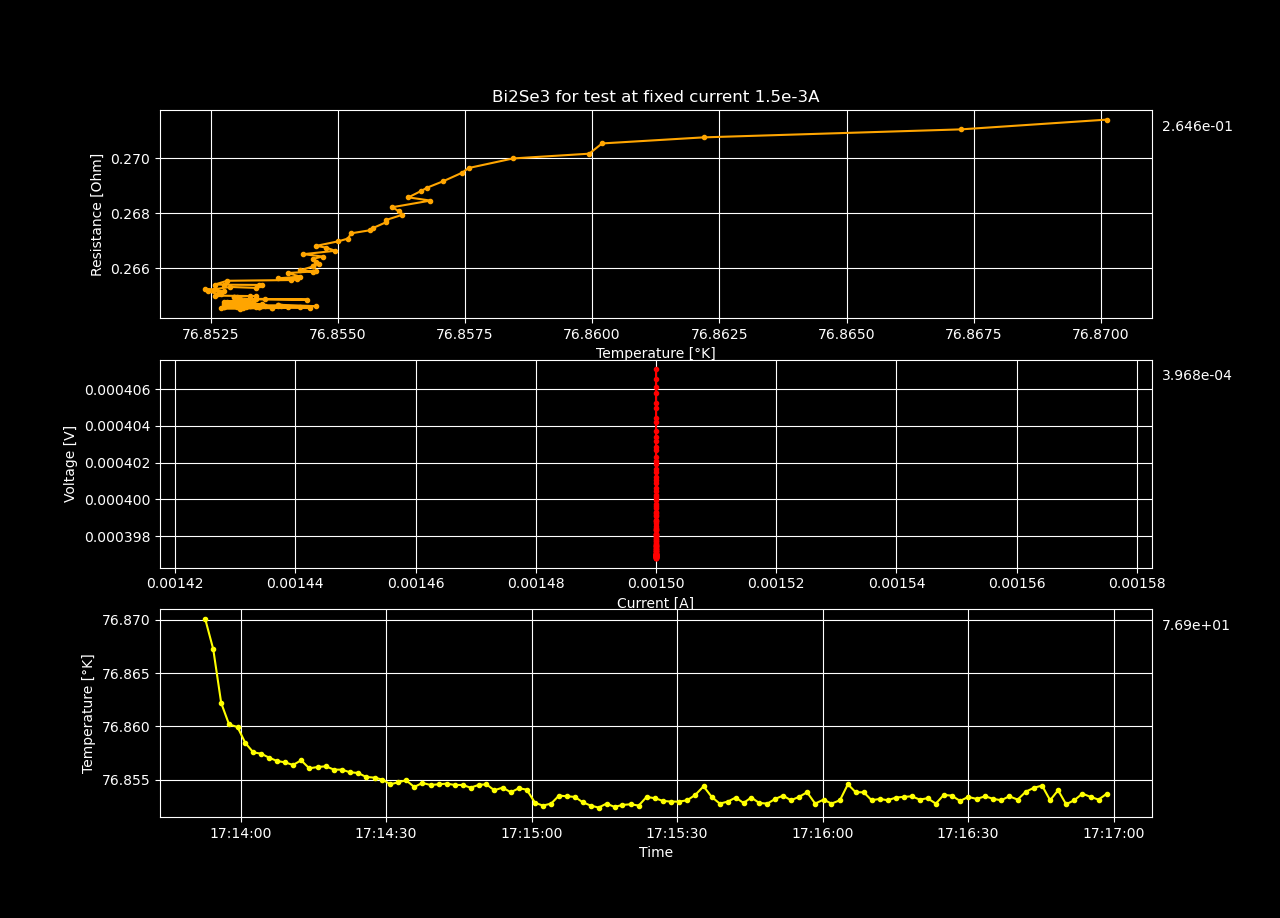 Bi2Se3 for test at fixed current 1.5e-3A
2.646e-01
Resistance [Ohm]
0.270
0.268
0.266
76.8525 76.8550 76.8575 76.8600 76.8625 76.8650 76.8675 76.8700
Temperature [°K]
3.968e-04
Voltage [V]
0.000406
0.000404
0.000402
0.000400
0.000398
0.00142 0.00144 0.00146 0.00148 0.00150 0.00152 0.00154 0.00156 0.00158
Current [A]
7.69e+01
Temperature [°K]
76.870
76.865
76.860
76.855
17:14:00 17:14:30 17:15:00 17:15:30 17:16:00 17:16:30 17:17:00
Time